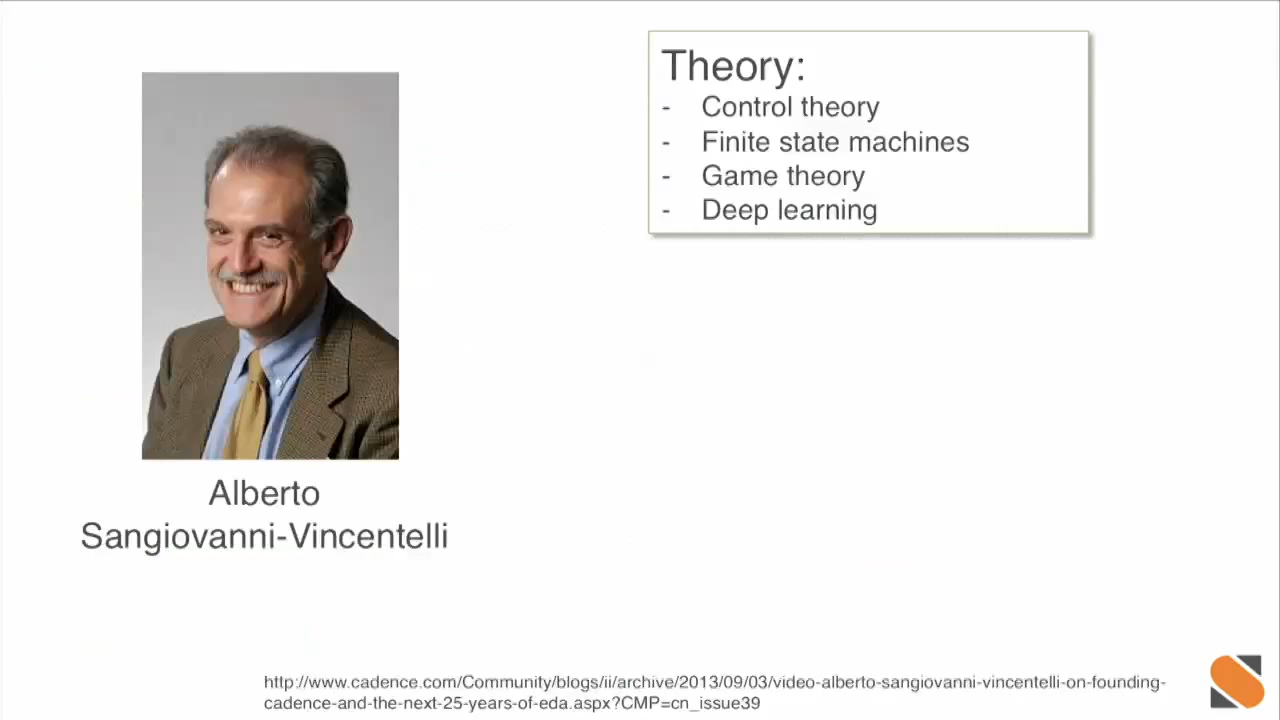 Theory:
- Control theory
- Finite state machines
- Game theory
- Deep learning
Alberto
Sangiovanni-Vincentelli
http://www.cadence.com/Community/blogs/ii/archive/2013/09/03/video-alberto-sangiovanni-vincentelli-on-founding-
cadence-and-the-next-25-years-of-eda.aspx?CMP=cn_issue39